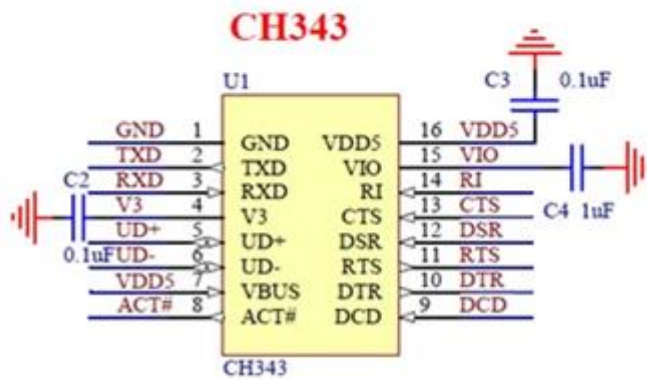 CH343
U1
C3 0.1uF
GND 1 GND VDD5 16 VDD5
TXD 2 TXD VIO 15 VIO
RXD 3 RXD RI 14 RI
C2
V3 4 V3 CTS 13 CTS
C4 1uF
UD+ 5 UD+ DSR 12 DSR
0.1uF
UD- 6 UD- RTS 11 RTS
VDD5 7 VBUS DTR 10 DTR
ACT# 8 ACT# DCD 9 DCD
CH343